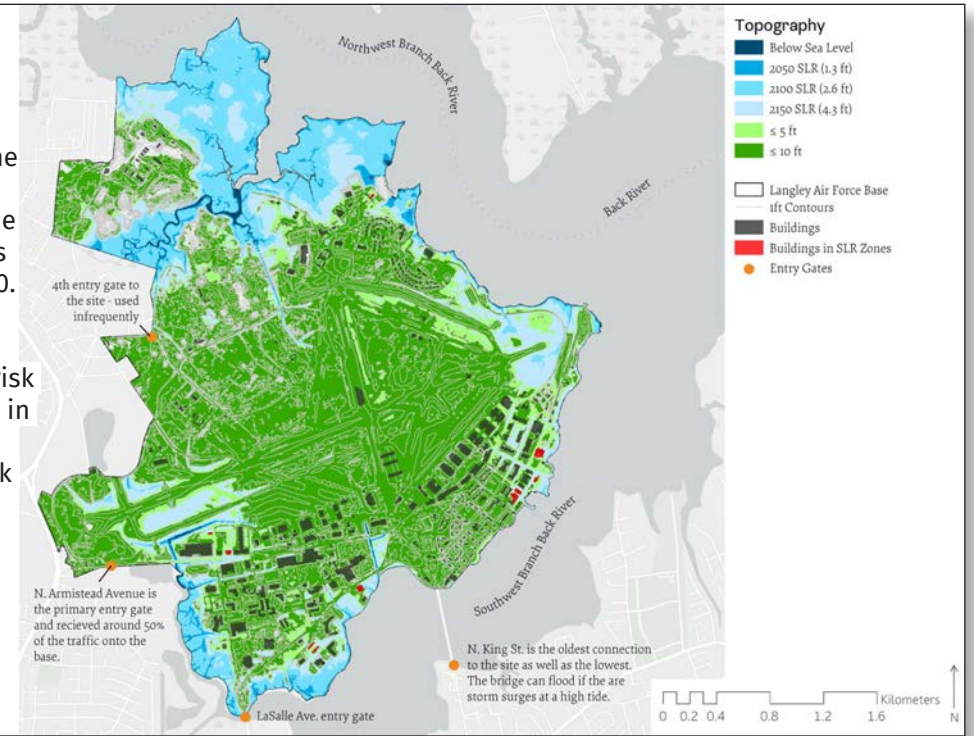 ne
e
s
0.
risk
in
k
Northwest Branch Back River
Back River
4th entry gate to
the site - used
infrequently
Southwest Branch Back River
N. Armistead Avenue is
the primary entry gate
and recieved around 50%
of the traffic onto the
base.
N. King St. is the oldest connection
to the site as well as the lowest.
The bridge can flood if the are
storm surges at a high tide.
LaSalle Ave. entry gate
Topography
Below Sea Level
2050 SLR (1.3 ft)
2100 SLR (2.6 ft)
2150 SLR (4.3 ft)
≤ 5 ft
≤ 10 ft
Langley Air Force Base
1ft Contours
Buildings
Buildings in SLR Zones
Entry Gates
Kilometers
0 0.2 0.4 0.8 1.2 1.6
N